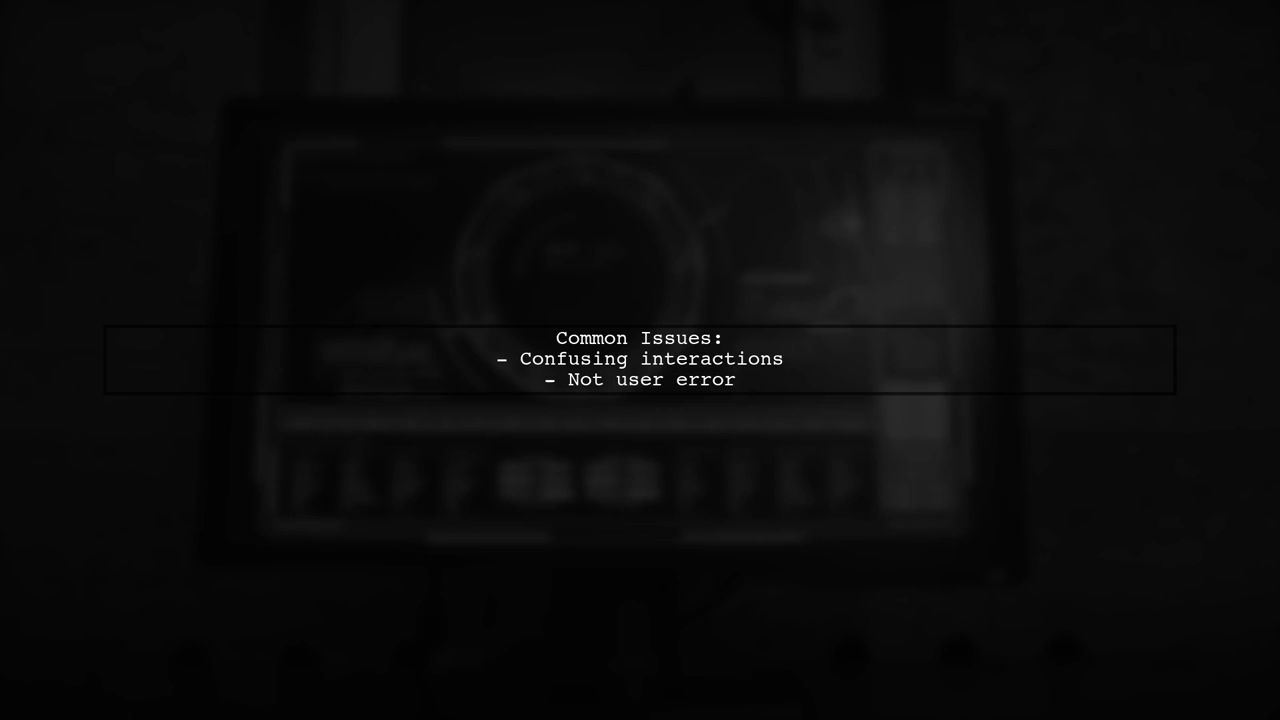 Common Issues:
- Confusing interactions
- Not user error